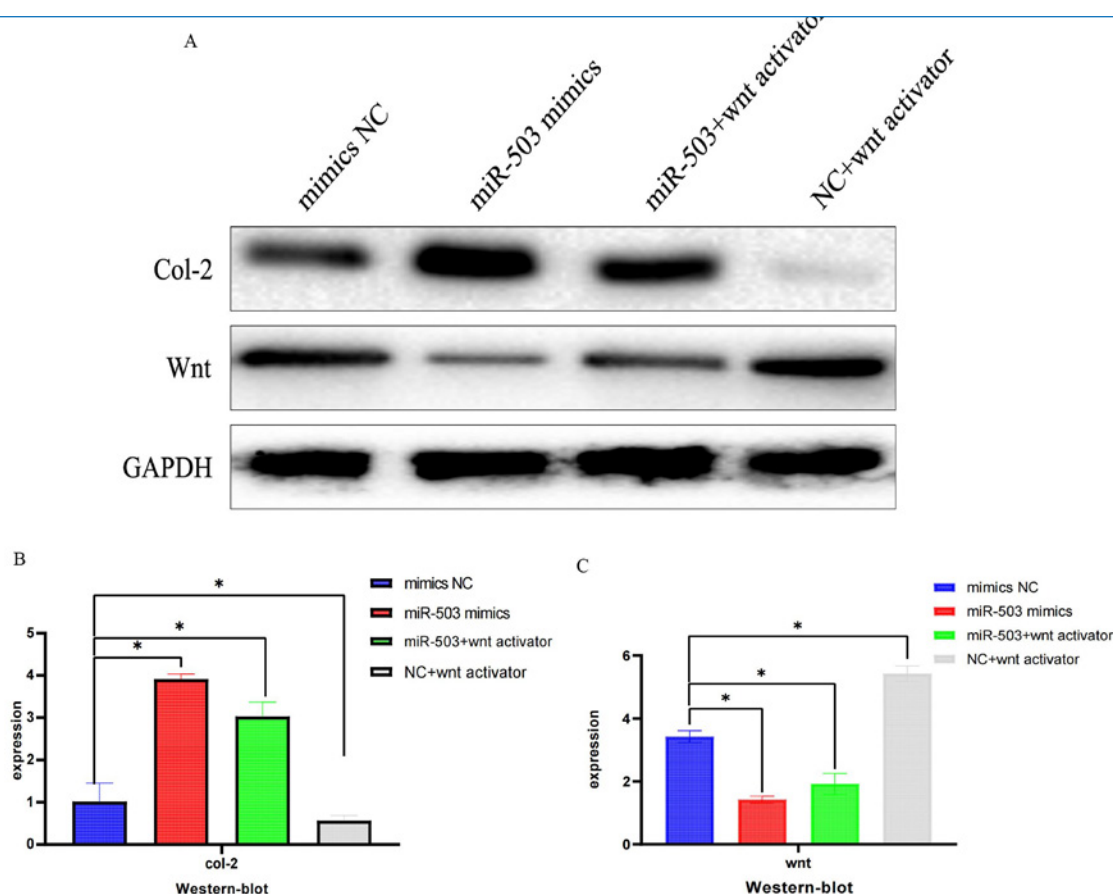 A
mimics NC
miR-503 mimics
miR-503+wnt activator
NC+wnt activator
Col-2
Wnt
GAPDH
B
*
*
*
mimics NC
miR-503 mimics
miR-503+wnt activator
NC+wnt activator
expression
5
4
3
2
1
0
col-2
Western-blot
C
*
*
*
mimics NC
miR-503 mimics
miR-503+wnt activator
NC+wnt activator
expression
6
4
2
0
wnt
Western-blot